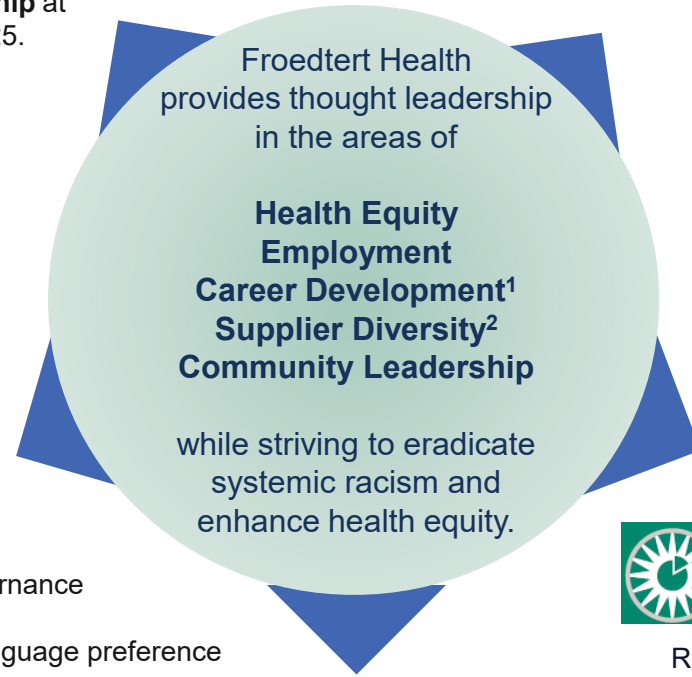 hip at
5.
Froedtert Health
provides thought leadership
in the areas of
Health Equity
Employment
Career Development¹
Supplier Diversity²
Community Leadership
while striving to eradicate
systemic racism and
enhance health equity.
rnance
guage preference
R